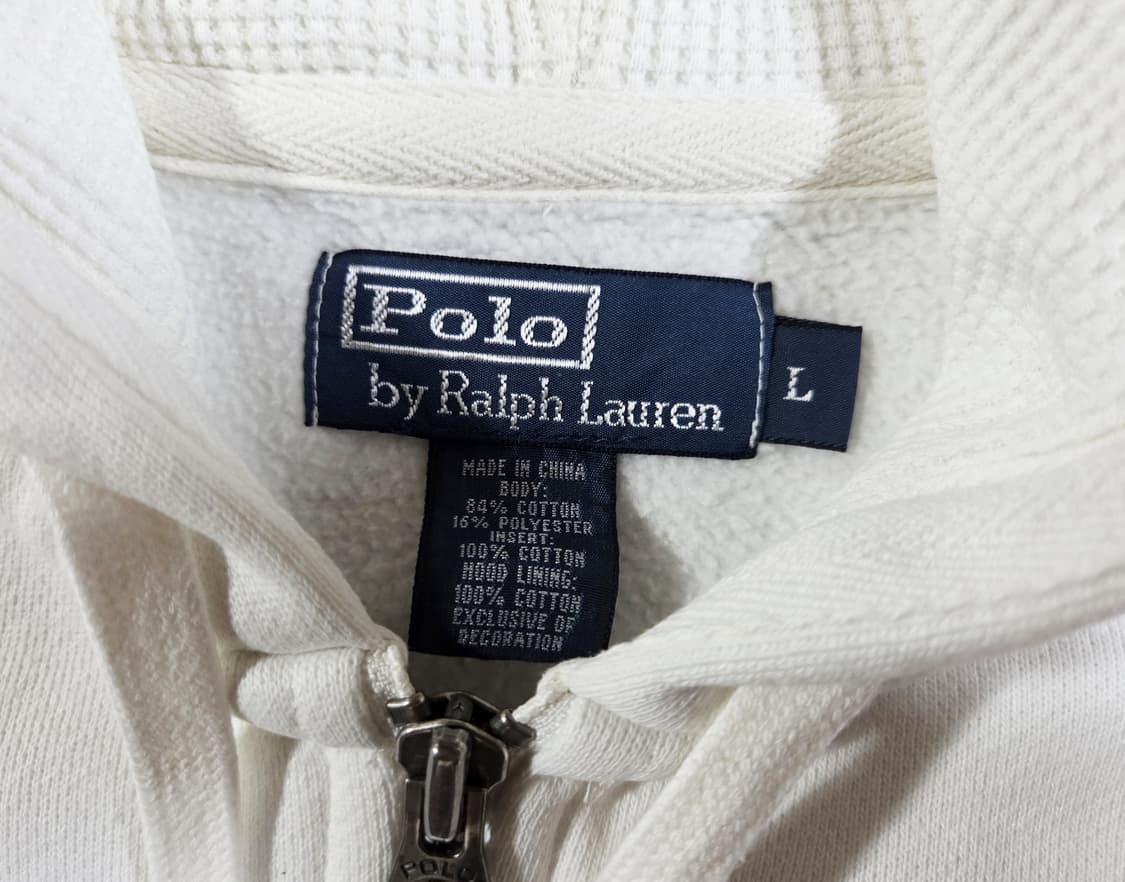 Polo
by Ralph Lauren
L
MADE IN CHINA
BODY:
84% COTTON
16% POLYESTER
INSERT:
100% COTTON
HOOD LINING:
100% COTTON
EXCLUSIVE OF
DECORATION
POLO